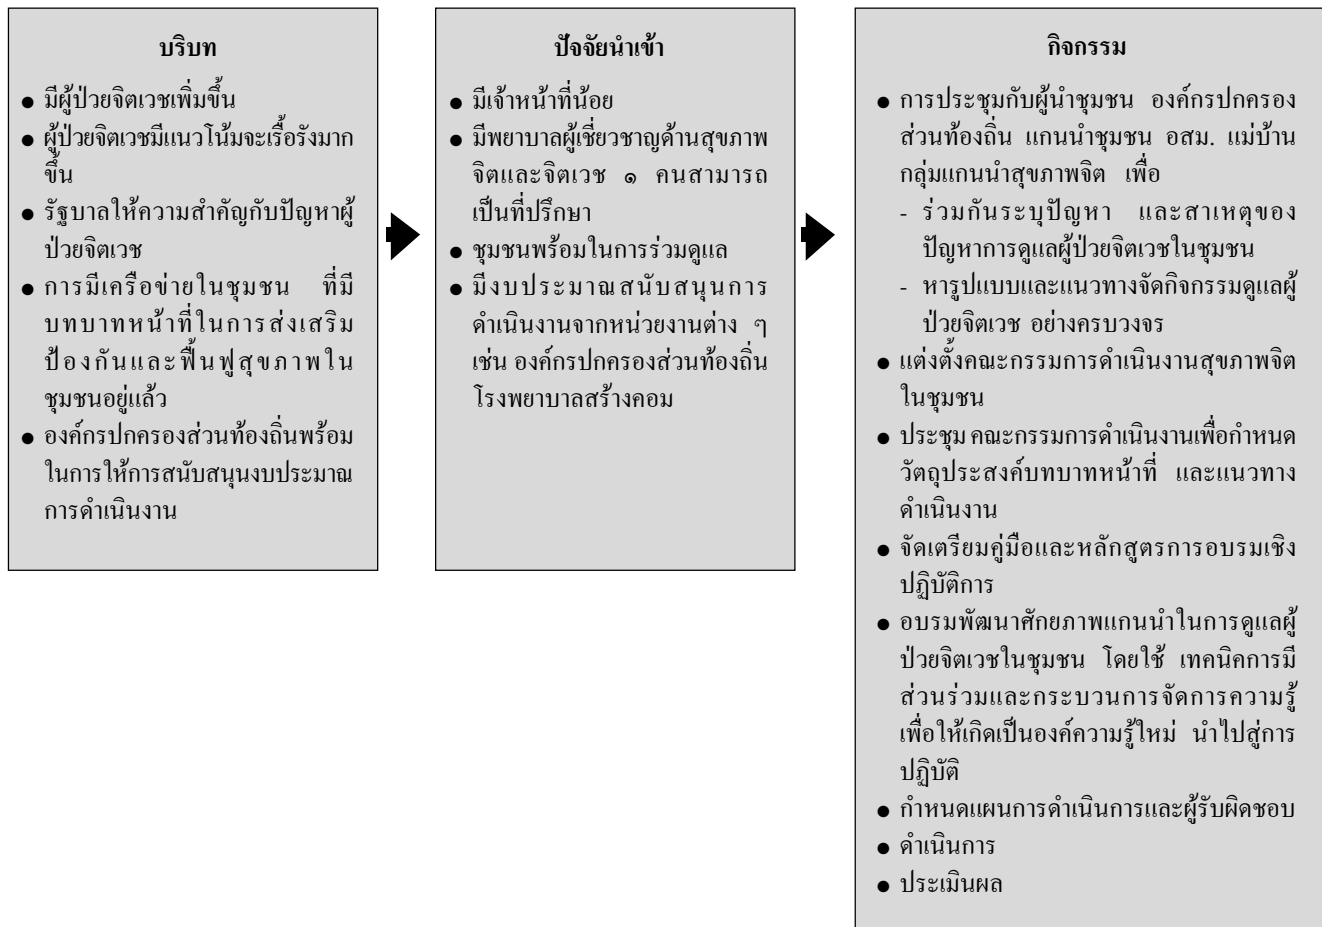 บริบท
● มีผู้ป่วยจิตเวชเพิ่มขึ้น
● ผู้ป่วยจิตเวชมีแนวโน้มจะเรื้อรังมาก
ขึ้น
● รัฐบาลให้ความสำคัญกับปัญหาผู้
ป่วยจิตเวช
● การมีเครือข่ายในชุมชน ที่มี
บทบาทหน้าที่ในการส่งเสริม
ป้องกันและฟื้นฟูสุขภาพใน
ชุมชนอยู่แล้ว
● องค์กรปกครองส่วนท้องถิ่นพร้อม
ในการให้การสนับสนุนงบประมาณ
การดำเนินงาน
ปัจจัยนำเข้า
● มีเจ้าหน้าที่น้อย
● มีพยาบาลผู้เชี่ยวชาญด้านสุขภาพ
จิตและจิตเวช ๑ คนสามารถ
เป็นที่ปรึกษา
● ชุมชนพร้อมในการร่วมดูแล
● มีงบประมาณสนับสนุนการ
ดำเนินงานจากหน่วยงานต่าง ๆ
เช่น องค์กรปกครองส่วนท้องถิ่น
โรงพยาบาลสร้างคอม
กิจกรรม
● การประชุมกับผู้นำชุมชน องค์กรปกครอง
ส่วนท้องถิ่น แกนนำชุมชน อสม. แม่บ้าน
กลุ่มแกนนำสุขภาพจิต เพื่อ
- ร่วมกันระบุปัญหา และสาเหตุของ
ปัญหาการดูแลผู้ป่วยจิตเวชในชุมชน
- หารูปแบบและแนวทางจัดกิจกรรมดูแลผู้
ป่วยจิตเวช อย่างครบวงจร
● แต่งตั้งคณะกรรมการดำเนินงานสุขภาพจิต
ในชุมชน
● ประชุม คณะกรรมการดำเนินงานเพื่อกำหนด
วัตถุประสงค์บทบาทหน้าที่ และแนวทาง
ดำเนินงาน
● จัดเตรียมคู่มือและหลักสูตรการอบรมเชิง
ปฏิบัติการ
● อบรมพัฒนาศักยภาพแกนนำในการดูแลผู้
ป่วยจิตเวชในชุมชน โดยใช้ เทคนิคการมี
ส่วนร่วมและกระบวนการจัดการความรู้
เพื่อให้เกิดเป็นองค์ความรู้ใหม่ นำไปสู่การ
ปฏิบัติ
● กำหนดแผนการดำเนินการและผู้รับผิดชอบ
● ดำเนินการ
● ประเมินผล